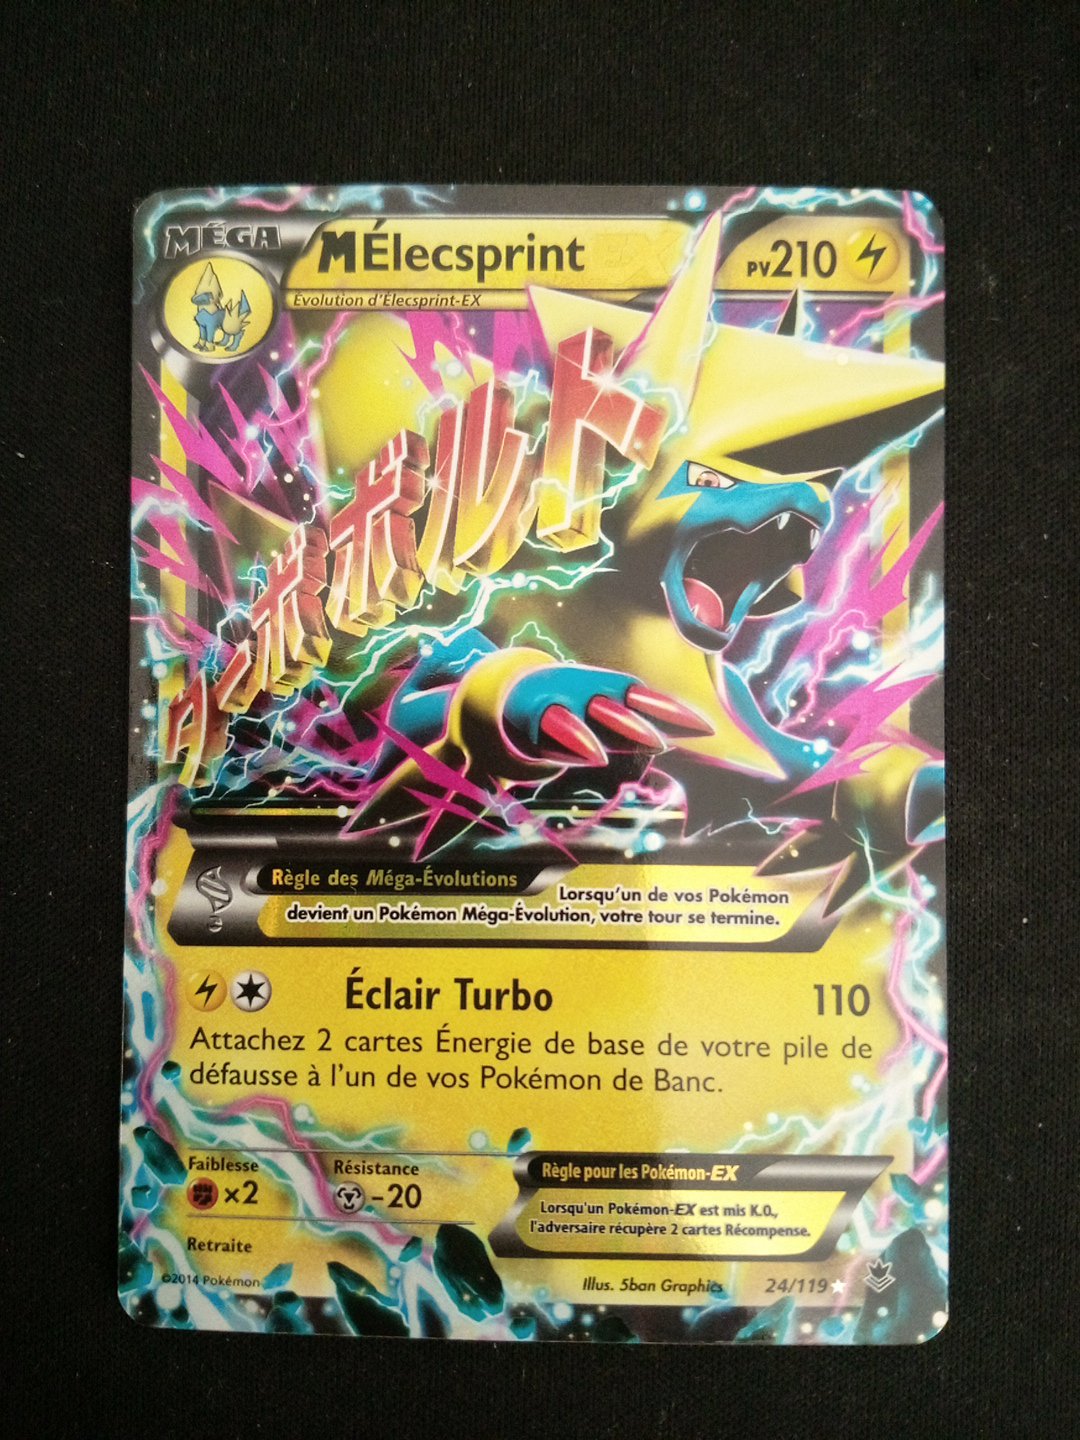 MÉGA
MÉlecsprint EX
PV210
Évolution d'Élecsprint-EX
ターボボルド
Règle des Méga-Évolutions
Lorsqu'un de vos Pokémon
devient un Pokémon Méga-Évolution, votre tour se termine.
Éclair Turbo 110
Attachez 2 cartes Énergie de base de votre pile de
défausse à l'un de vos Pokémon de Banc.
Faiblesse Résistance
×2 -20
Retraite
Règle pour les Pokémon-EX
Lorsqu'un Pokémon-EX est mis K.O.,
l'adversaire récupère 2 cartes Récompense.
©2014 Pokémon
Illus. 5ban Graphics 24/119